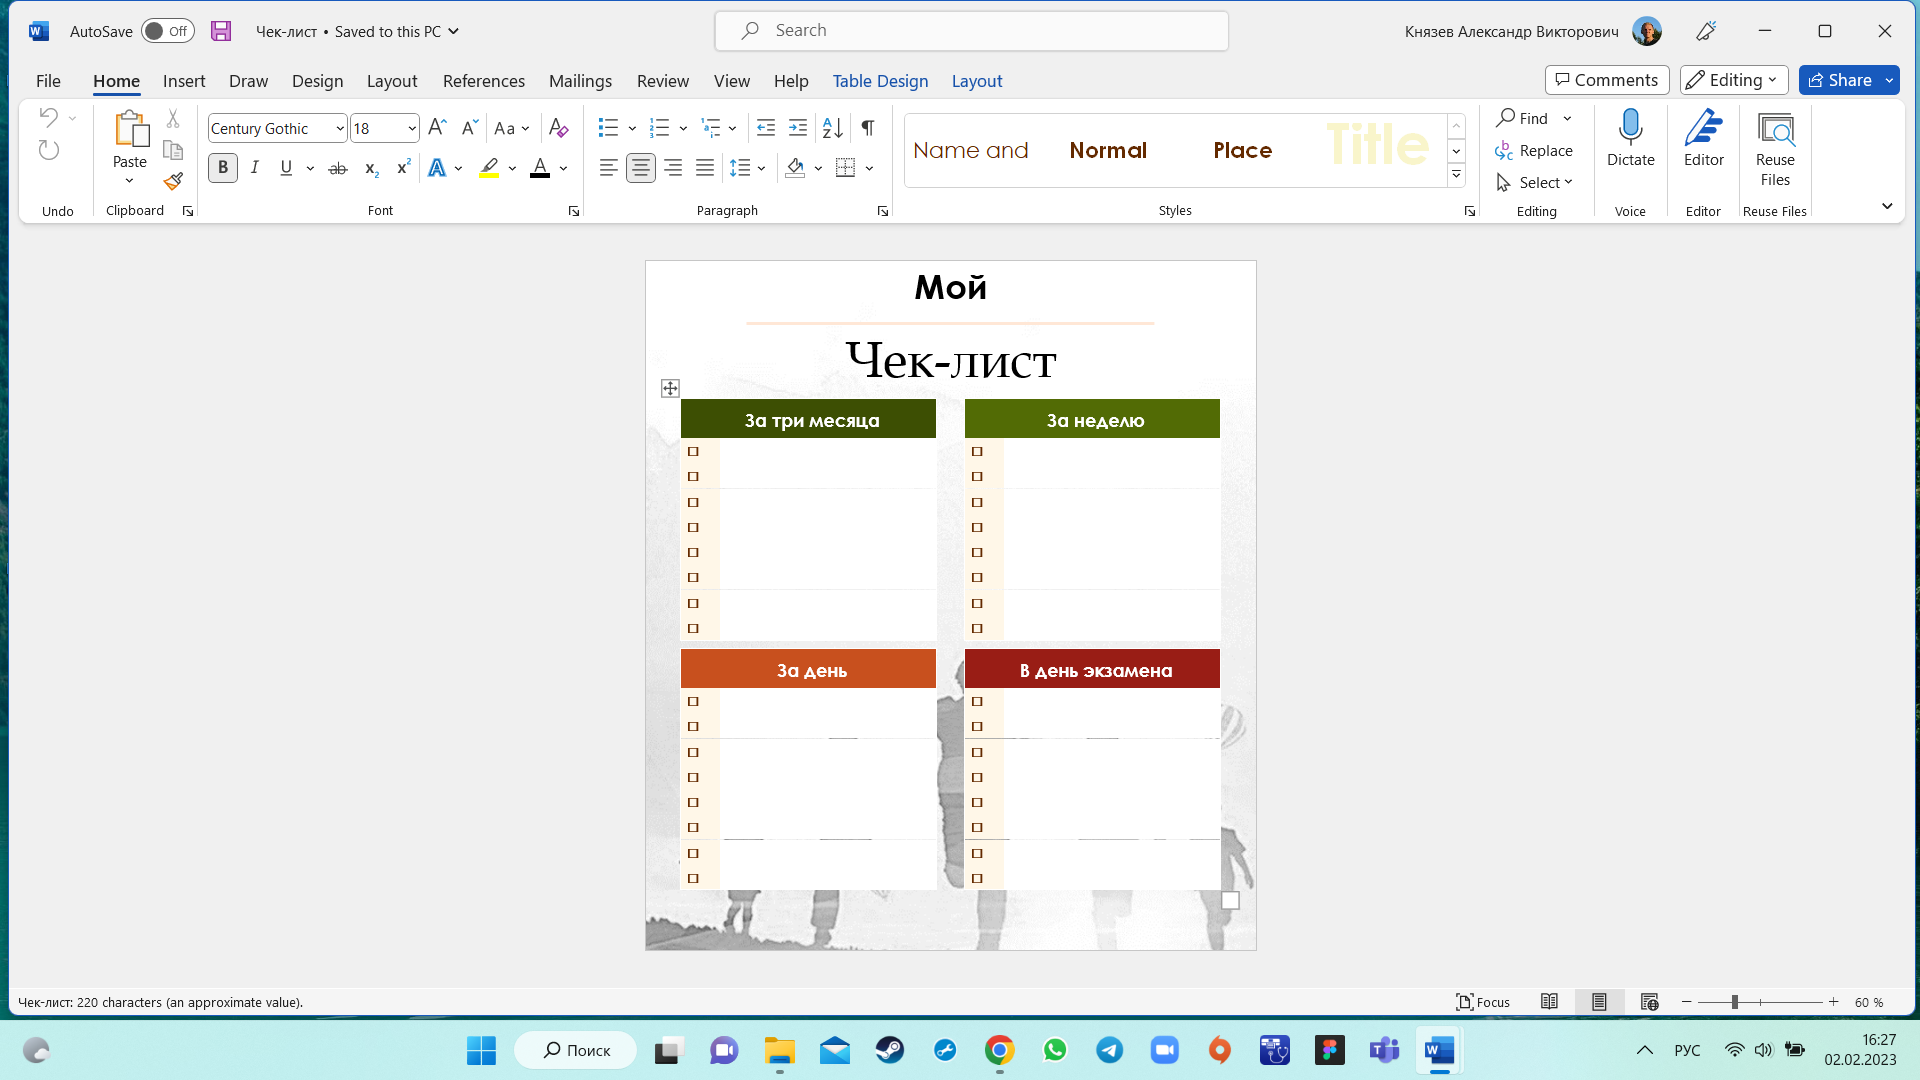 AutoSave Off Чек-лист • Saved to this PC Search Князев Александр Викторович
File Home Insert Draw Design Layout References Mailings Review View Help Table Design Layout Comments Editing Share
Century Gothic 18 Aa Name and Normal Place Title Find
Paste Replace Dictate Editor Reuse Files
Select
Undo Clipboard Font Paragraph Styles Editing Voice Editor Reuse Files
Мой
Чек-лист
За три месяца За неделю
За день В день экзамена
Чек-лист: 220 characters (an approximate value). Focus 60 %
Поиск РУС 16:27
02.02.2023